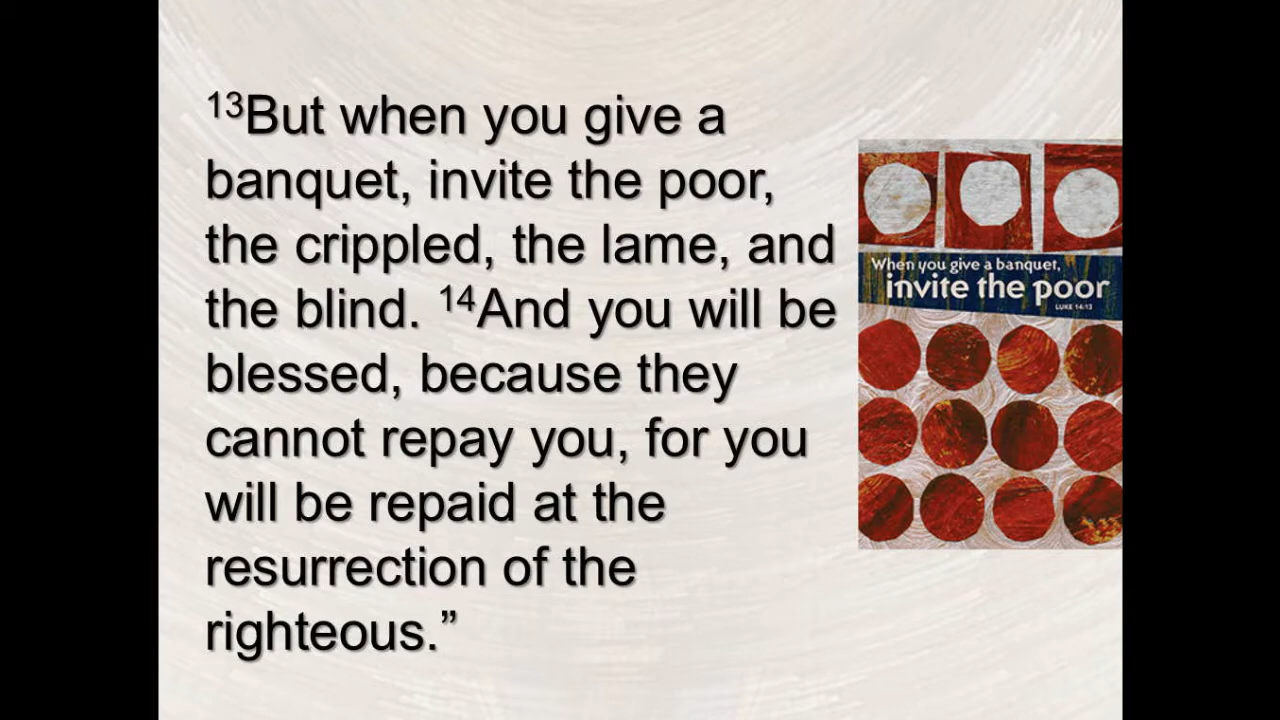 ¹³But when you give a
banquet, invite the poor,
the crippled, the lame, and
the blind. ¹⁴And you will be
blessed, because they
cannot repay you, for you
will be repaid at the
resurrection of the
righteous.”
When you give a banquet,
invite the poor
LUKE 14:13